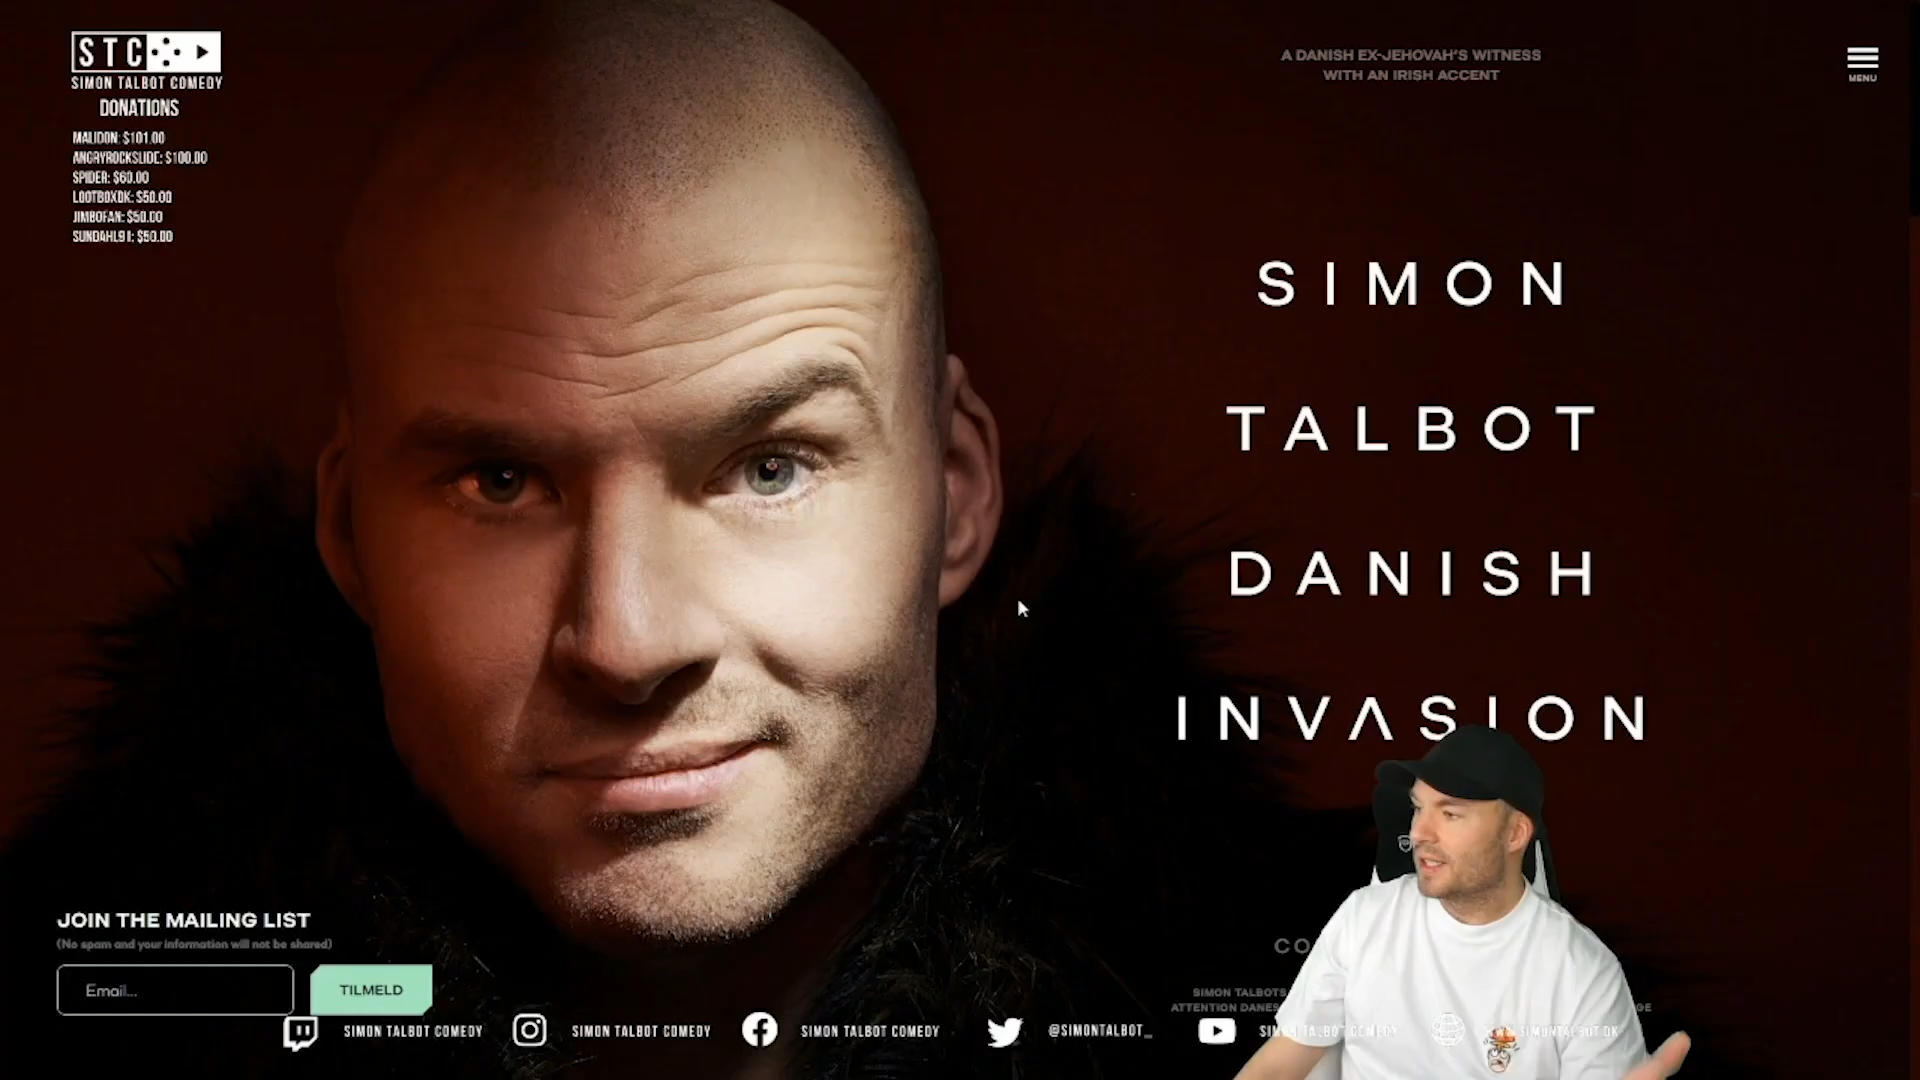 STC
SIMON TALBOT COMEDY
DONATIONS
MALIDON: $101.00
ANGRYROCKSLIDE: $100.00
SPIDER: $60.00
LOOTBOXDK: $50.00
JIMBOFAN: $50.00
SUNDAHL91: $50.00
A DANISH EX-JEHOVAH'S WITNESS
WITH AN IRISH ACCENT
MENU
SIMON
TALBOT
DANISH
INVASION
JOIN THE MAILING LIST
(No spam and your information will not be shared)
Email...
TILMELD
SIMON TALBOTS
ATTENTION DANES
SIMON TALBOT COMEDY
SIMON TALBOT COMEDY
SIMON TALBOT COMEDY
@SIMONTALBOT_
SIMON TALBOT COMEDY
SIMONTALBOT.DK